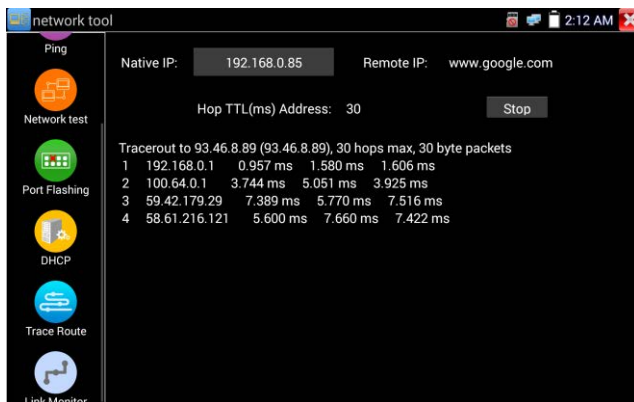 network tool
2:12 AM
Ping
Network test
Port Flashing
DHCP
Trace Route
Link Monitor
Native IP: 192.168.0.85 Remote IP: www.google.com
Hop TTL(ms) Address: 30 Stop
Tracerout to 93.46.8.89 (93.46.8.89), 30 hops max, 30 byte packets
1 192.168.0.1 0.957 ms 1.580 ms 1.606 ms
2 100.64.0.1 3.744 ms 5.051 ms 3.925 ms
3 59.42.179.29 7.389 ms 5.770 ms 7.516 ms
4 58.61.216.121 5.600 ms 7.660 ms 7.422 ms